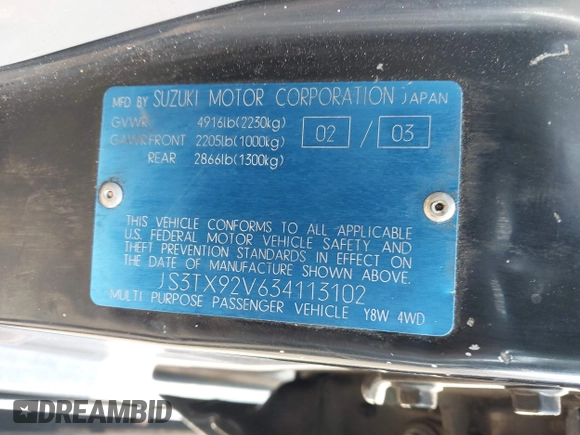 MFD BY SUZUKI MOTOR CORPORATION JAPAN
GVWR 4916lb(2230kg) 02 / 03
GAWR FRONT 2205lb(1000kg)
REAR 2866lb(1300kg)
THIS VEHICLE CONFORMS TO ALL APPLICABLE
U.S. FEDERAL MOTOR VEHICLE SAFETY AND
THEFT PREVENTION STANDARDS IN EFFECT ON
THE DATE OF MANUFACTURE SHOWN ABOVE.
JS3TX92V634113102
MULTI PURPOSE PASSENGER VEHICLE Y8W 4WD
DREAMBID